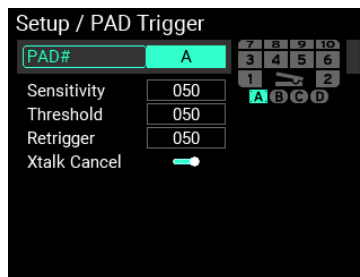 Setup / PAD Trigger
PAD# A
7 8 9 10
3 4 5 6
1 2
A B C D
Sensitivity 050
Threshold 050
Retrigger 050
Xtalk Cancel